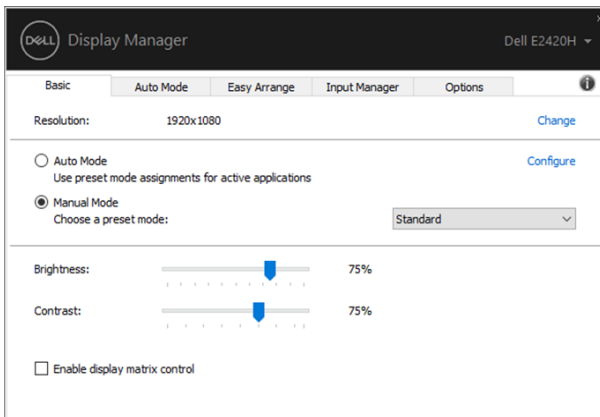 DELL Display Manager Dell E2420H
Basic Auto Mode Easy Arrange Input Manager Options
Resolution: 1920x1080 Change
Auto Mode Configure
Use preset mode assignments for active applications
Manual Mode
Choose a preset mode: Standard
Brightness: 75%
Contrast: 75%
Enable display matrix control